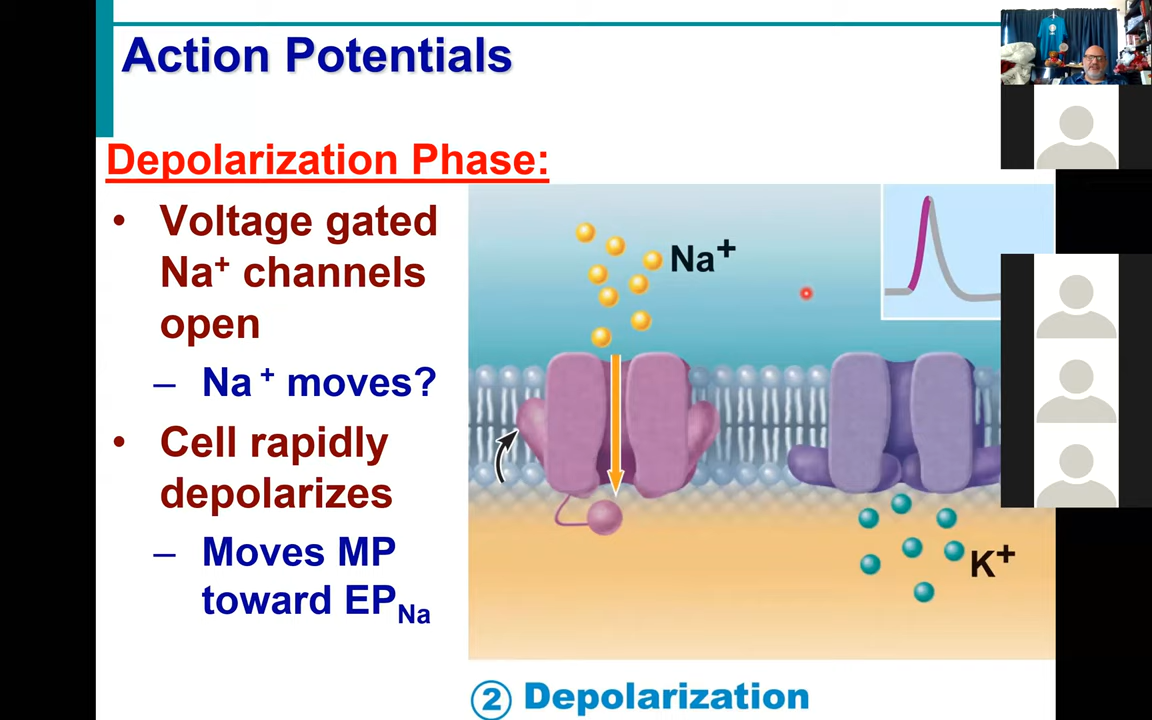 Action Potentials
Depolarization Phase:
• Voltage gated
Na⁺ channels
open
– Na ⁺ moves?
• Cell rapidly
depolarizes
– Moves MP
toward EPNa
Na⁺
K⁺
② Depolarization